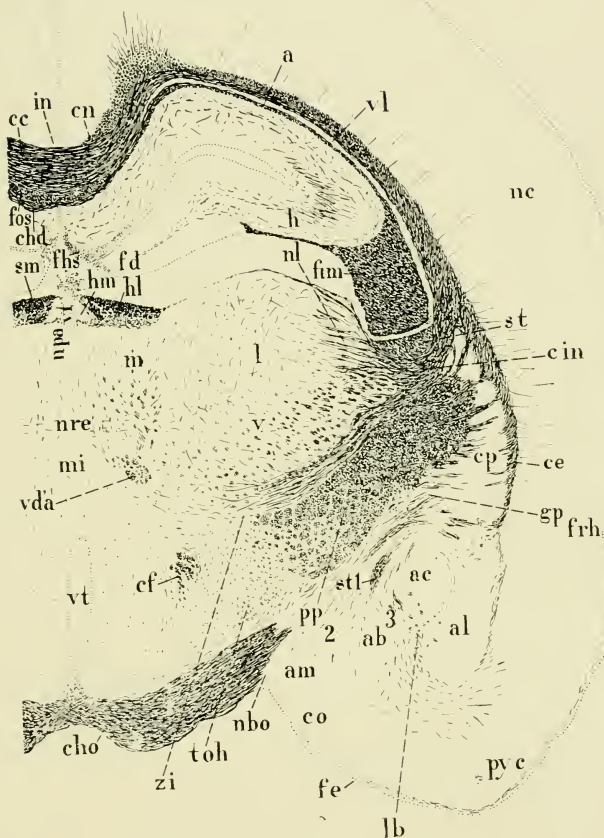 a
vl
in
cn
cc
nc
fos
chd
h
sm
fhs
fd
nl
fim
hm
hl
st
npa
cin
m
l
nre
v
mi
cp
ce
vda
gp
frh
cf
stl
ac
vt
pp
2
3
ab
al
am
nbo
co
cho
toh
zi
pyc
fe
lb